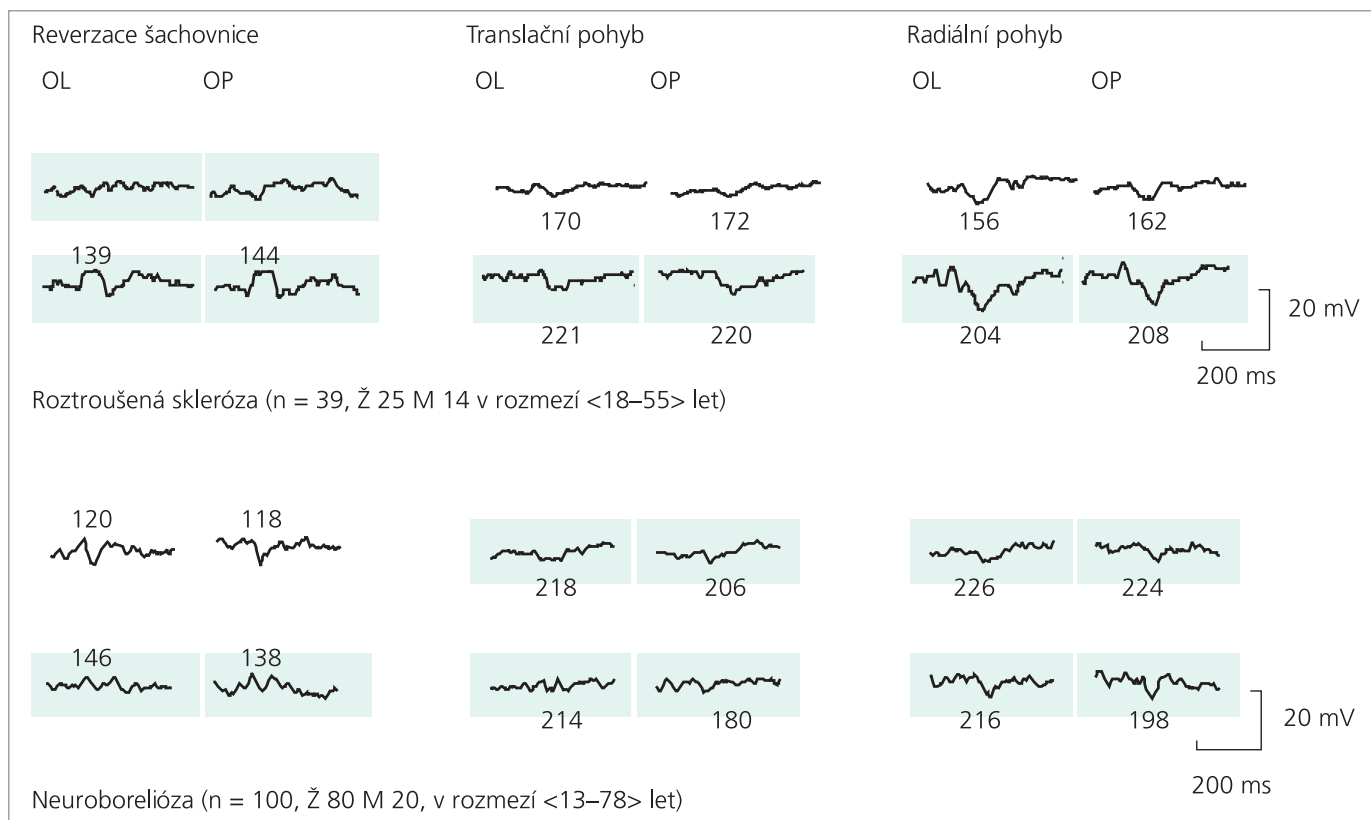 Reverzace šachovnice Translační pohyb Radiální pohyb
OL OP OL OP OL OP
170 172 156 162
139 144
221 220 204 208
20 mV
200 ms
Roztroušená skleróza (n = 39, Ž 25 M 14 v rozmezí <18–55> let)
120 118
218 206 226 224
146 138
214 180 216 198
20 mV
200 ms
Neuroborelióza (n = 100, Ž 80 M 20, v rozmezí <13–78> let)